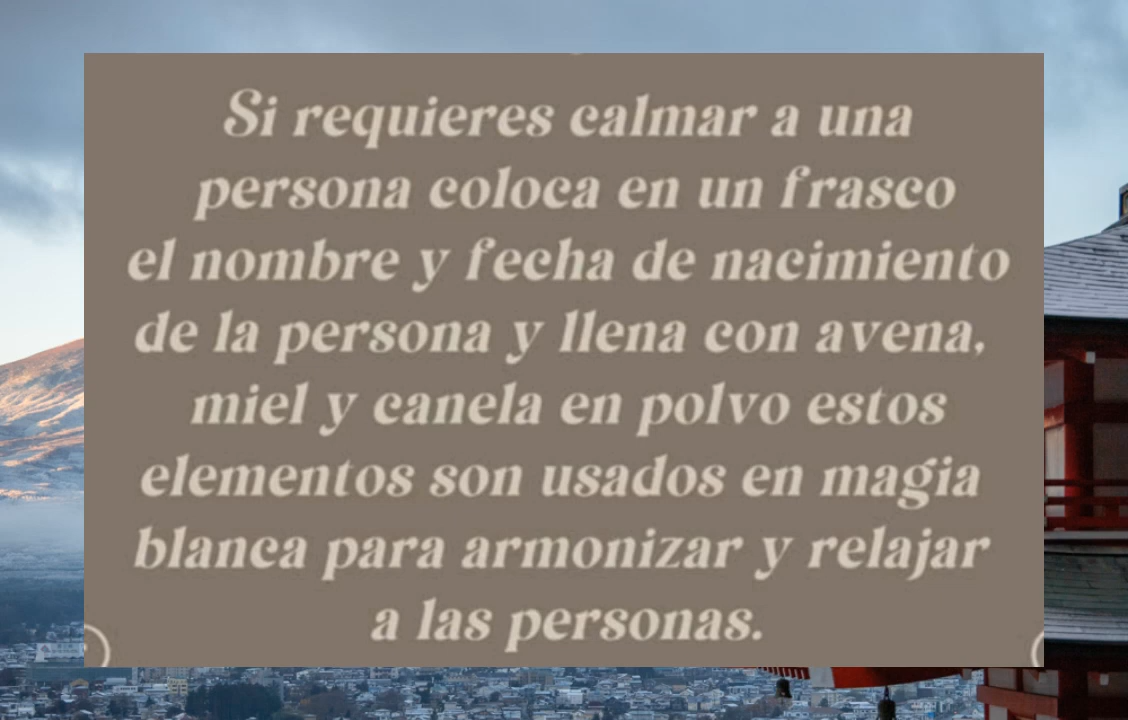 Si requieres calmar a una
persona coloca en un frasco
el nombre y fecha de nacimiento
de la persona y llena con avena,
miel y canela en polvo estos
elementos son usados en magia
blanca para armonizar y relajar
a las personas.